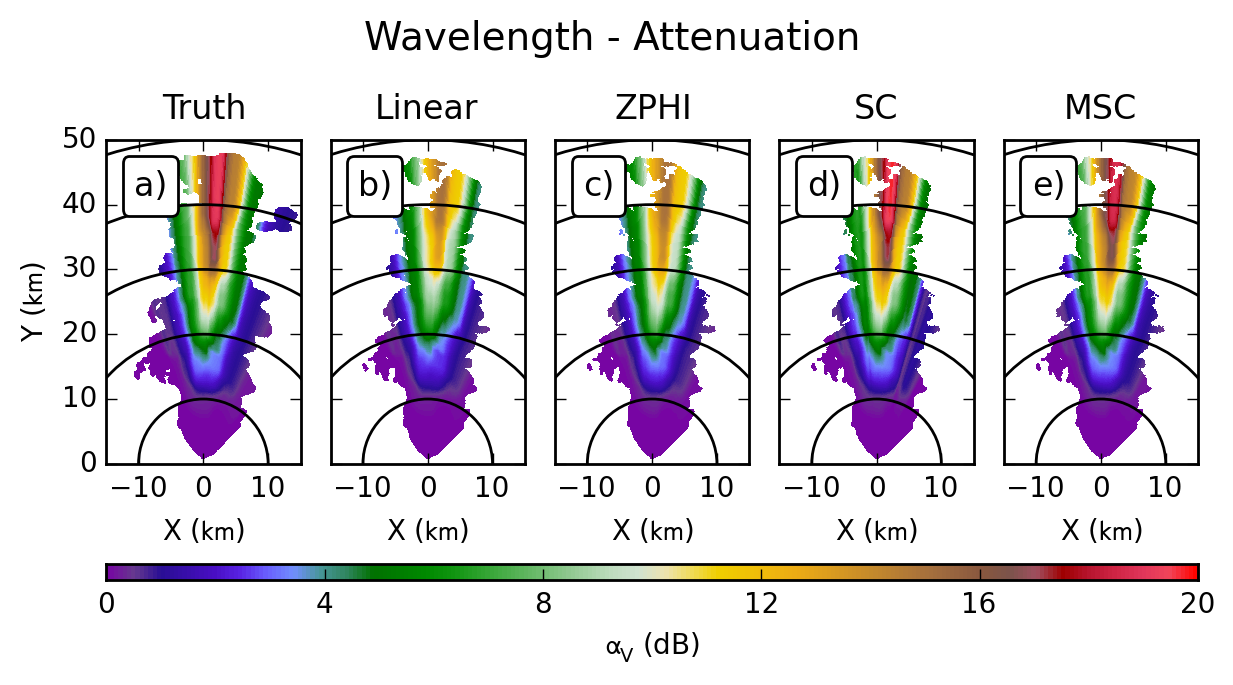 Wavelength - Attenuation
Truth Linear ZPHI SC MSC
a) b) c) d) e)
50
40
30
20
10
0
Y (km)
−10 0 10 −10 0 10 −10 0 10 −10 0 10 −10 0 10
X (km) X (km) X (km) X (km) X (km)
0 4 8 12 16 20
αV (dB)